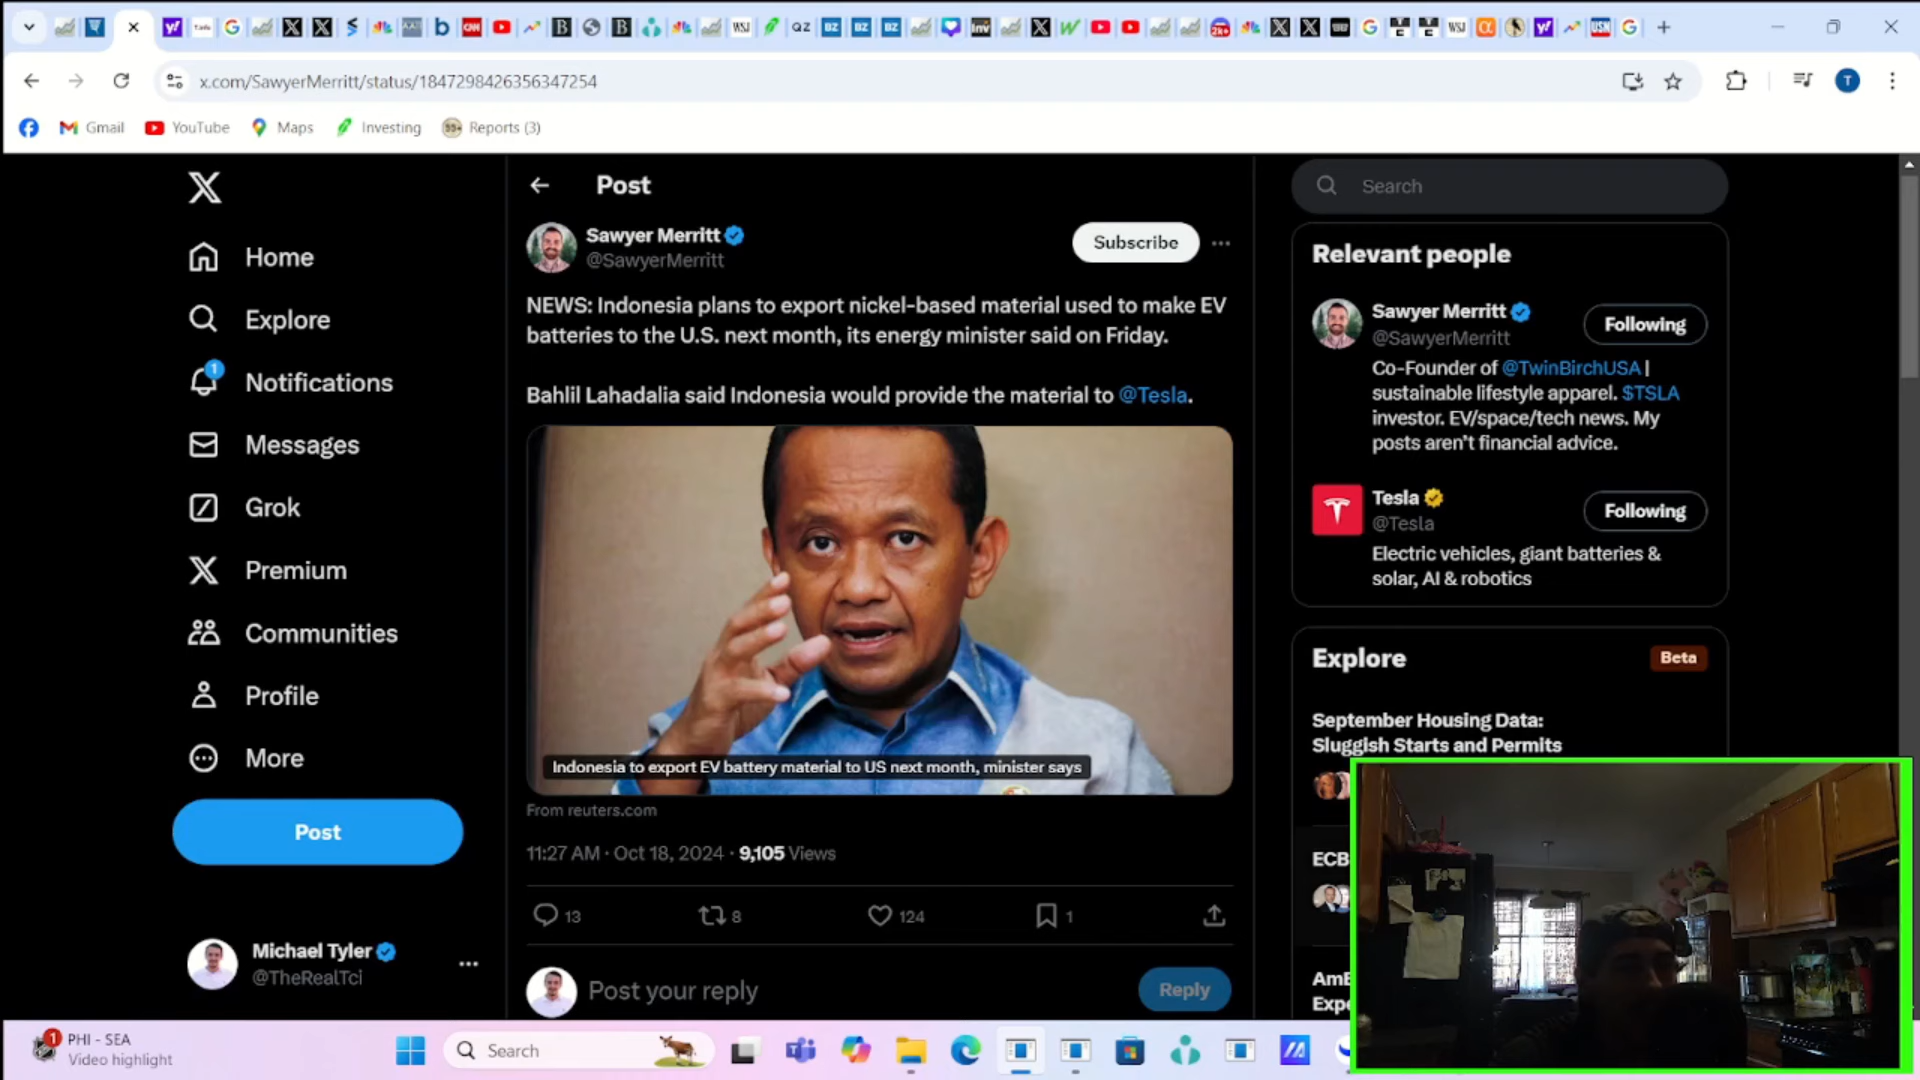 x.com/SawyerMerritt/status/1847298426356347254
Gmail
YouTube
Maps
Investing
Reports (3)
Home
Explore
Notifications
1
Messages
Grok
Premium
Communities
Profile
More
Post
Michael Tyler
@TheRealTci
Post
Sawyer Merritt
@SawyerMerritt
Subscribe
NEWS: Indonesia plans to export nickel-based material used to make EV
batteries to the U.S. next month, its energy minister said on Friday.
Bahlil Lahadalia said Indonesia would provide the material to @Tesla.
Indonesia to export EV battery material to US next month, minister says
From reuters.com
11:27 AM · Oct 18, 2024 · 9,105 Views
13
8
124
1
Post your reply
Reply
Search
Relevant people
Sawyer Merritt
@SawyerMerritt
Following
Co-Founder of @TwinBirchUSA |
sustainable lifestyle apparel. $TSLA
investor. EV/space/tech news. My
posts aren't financial advice.
Tesla
@Tesla
Following
Electric vehicles, giant batteries &
solar, AI & robotics
Explore
Beta
September Housing Data:
Sluggish Starts and Permits
ECB
AmE
Expe
1
PHI - SEA
Video highlight
Search